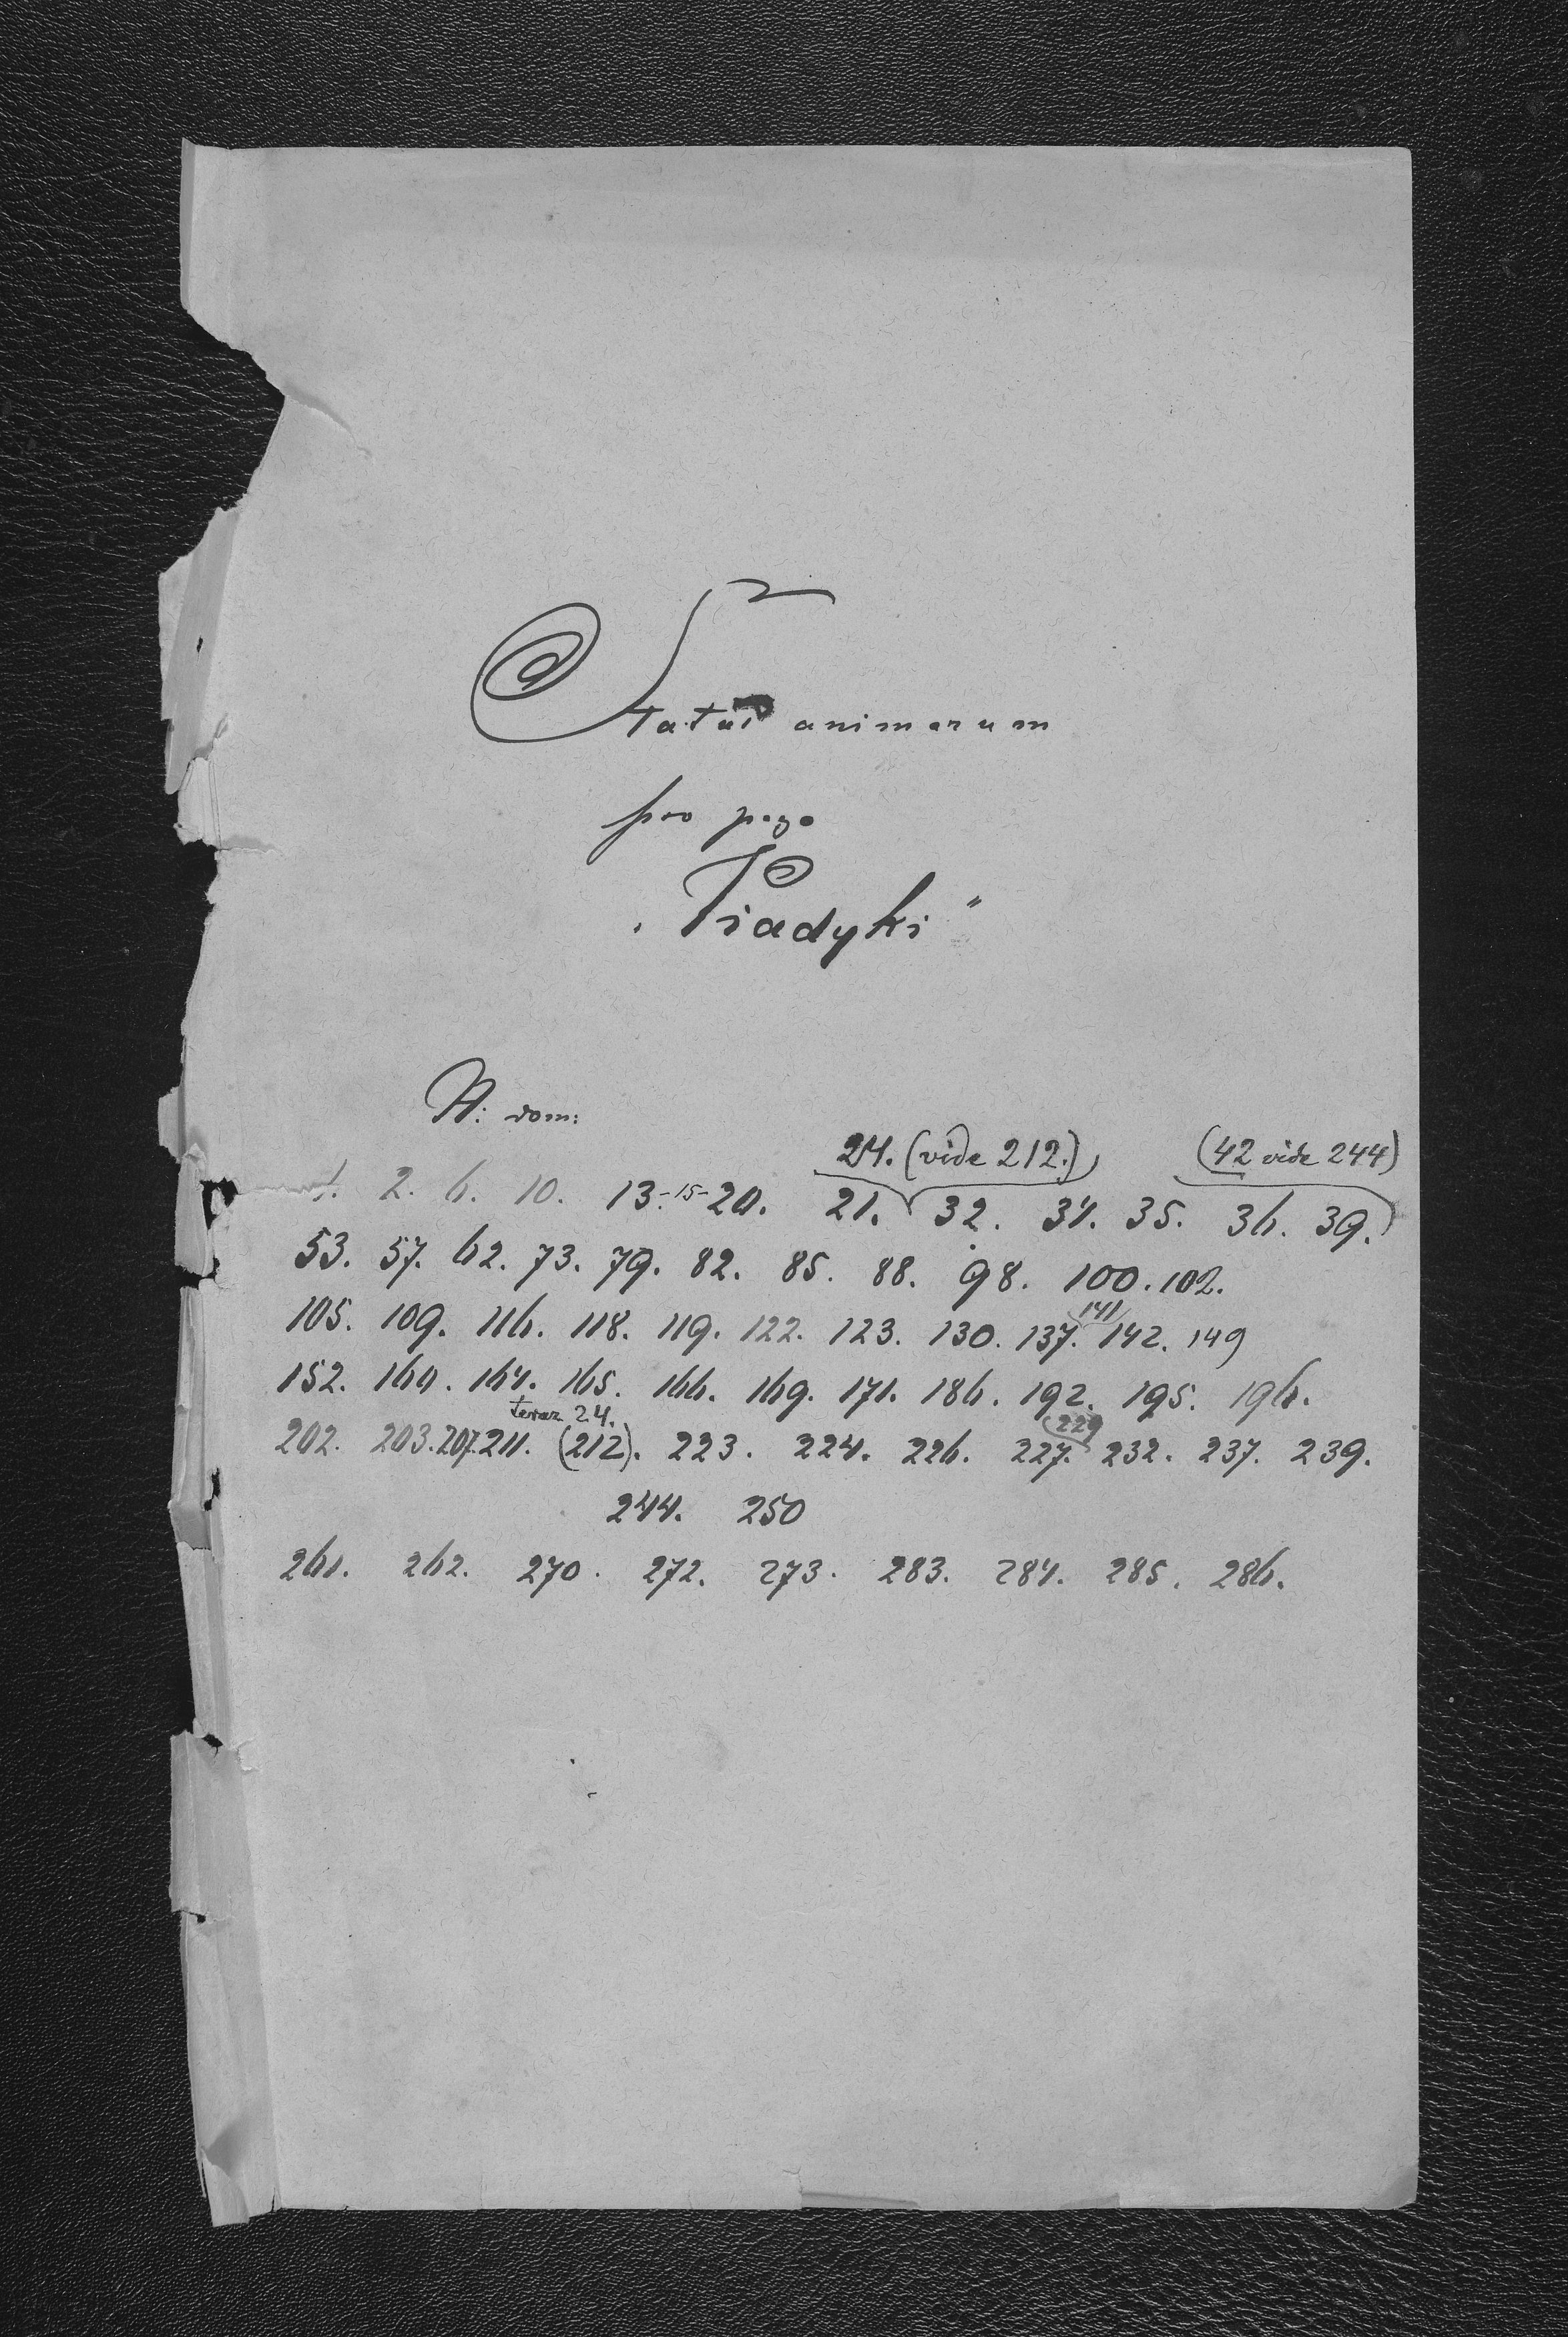 Status animarum
pro pago
„Piadyki"
N: dom:
24. (vide 212.) (42 vide 244)
1. 2. 6. 10. 13.-15-20. 21. 32. 34. 35. 36. 39.
53. 57. 62. 73. 79. 82. 85. 88. 98. 100. 102.
141
105. 109. 116. 118. 119. 122. 123. 130. 137. 142. 149
152. 160. 164. 165. 166. 169. 171. 186. 192. 195. 196.
teraz 24. (229
202. 203. 207. 211. (212). 223. 224. 226. 227. 232. 237. 239.
244. 250
261. 262. 270. 272. 273. 283. 284. 285. 286.